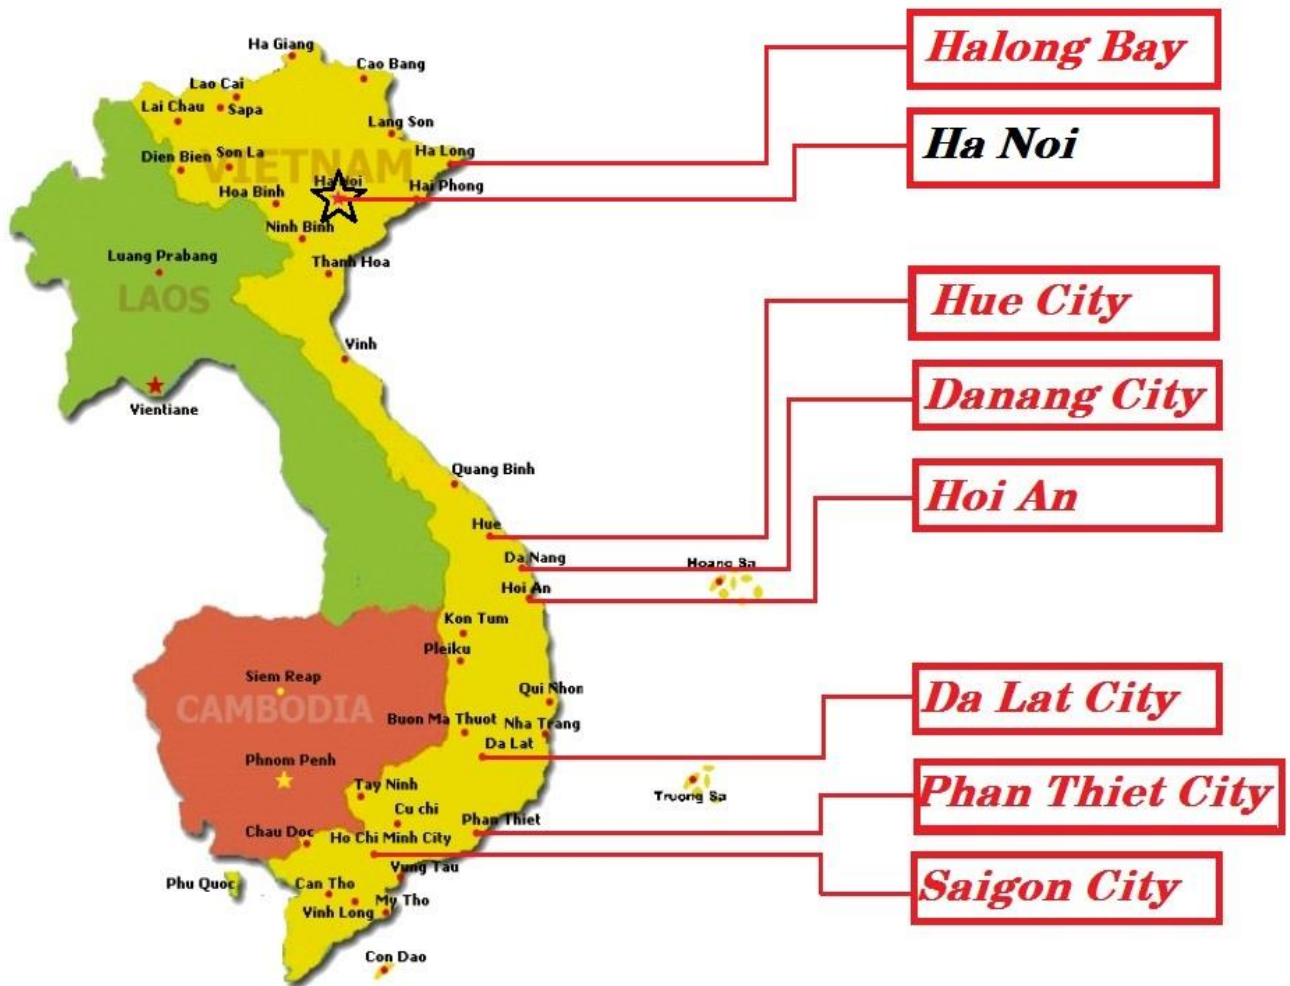 Ha Giang
Halong Bay
Cao Bang
Lao Cai
Lai Chau
Sapa
Lang Son
Ha Noi
VIETNAM
Dien Bien
Son La
Ha Long
Ha Noi
Hoa Binh
Hai Phong
Ninh Binh
Luang Prabang
Thanh Hoa
LAOS
Hue City
Vinh
Vientiane
Danang City
Quang Binh
Hoi An
Hue
Da Nang
Hoang Sa
Hoi An
Kon Tum
Pleiku
Siem Reap
Qui Nhon
CAMBODIA
Da Lat City
Buon Ma Thuot
Nha Trang
Da Lat
Phnom Penh
Tay Ninh
Truong Sa
Phan Thiet City
Cu chi
Phan Thiet
Chau Doc
Ho Chi Minh City
Vung Tau
Phu Quoc
Can Tho
Saigon City
My Tho
Vinh Long
Con Dao